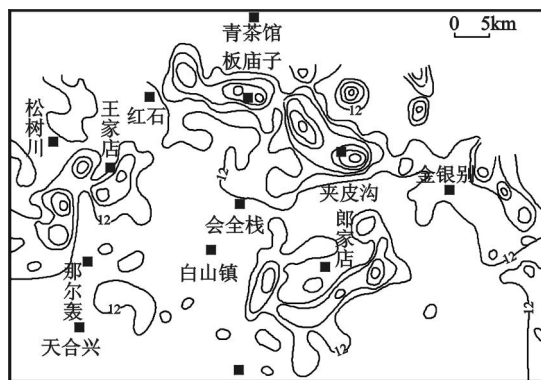 青茶馆
0 5km
板庙子
松树川
王家店
红石
12
12
夹皮沟
金银别
12
会全栈
郎家店
白山镇
那尔轰
12
12
12
12
天合兴
12